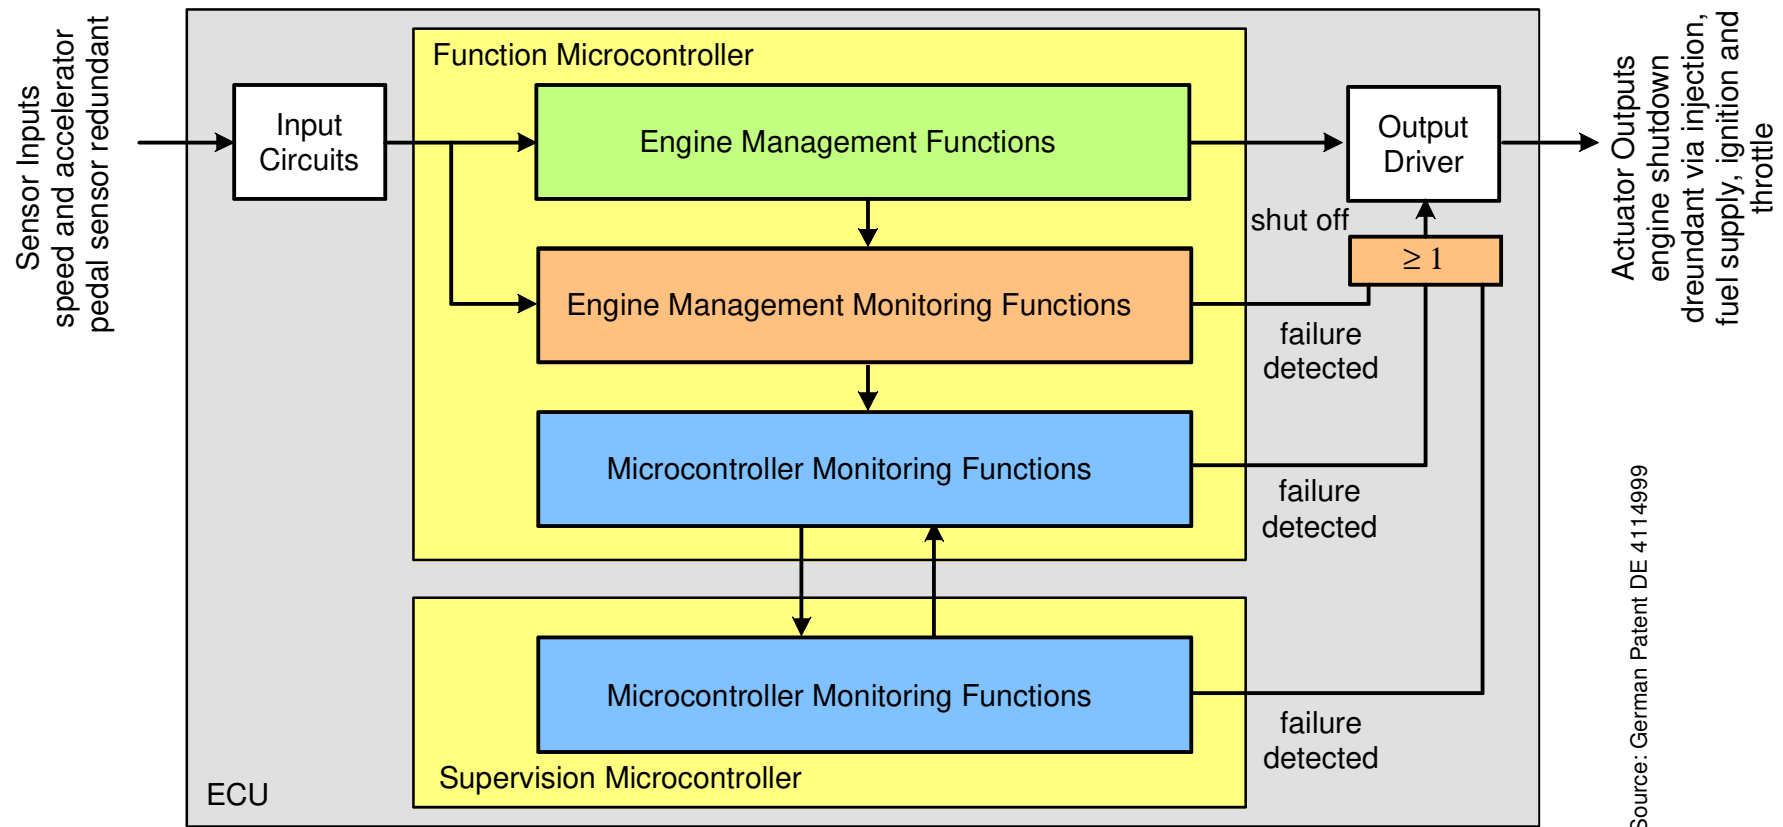 Sensor Inputs
speed and accelerator
pedal sensor redundant
Function Microcontroller
Input
Circuits
Engine Management Functions
Output
Driver
shut off
≥ 1
Engine Management Monitoring Functions
failure
detected
Microcontroller Monitoring Functions
failure
detected
Microcontroller Monitoring Functions
failure
detected
Supervision Microcontroller
ECU
Actuator Outputs
engine shutdown
dreundant via injection,
fuel supply, ignition and
throttle
Source: German Patent DE 4114999